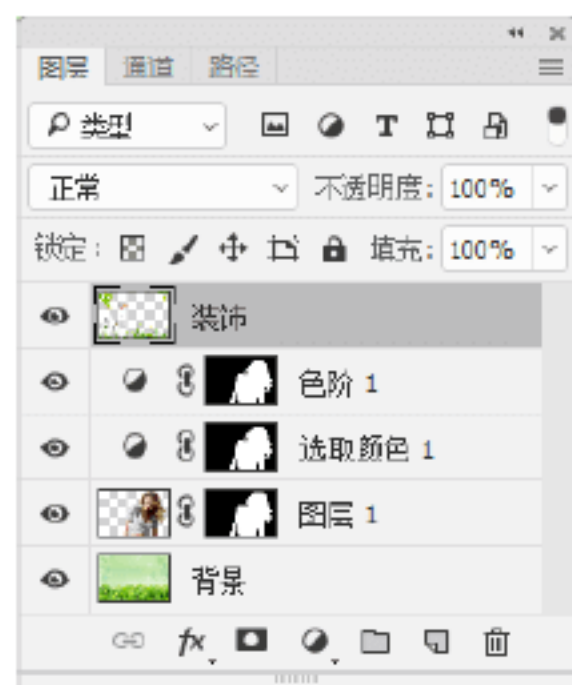 图层 通道 路径
类型 T
正常 不透明度: 100%
锁定: 填充: 100%
装饰
色阶 1
选取颜色 1
图层 1
背景
fx